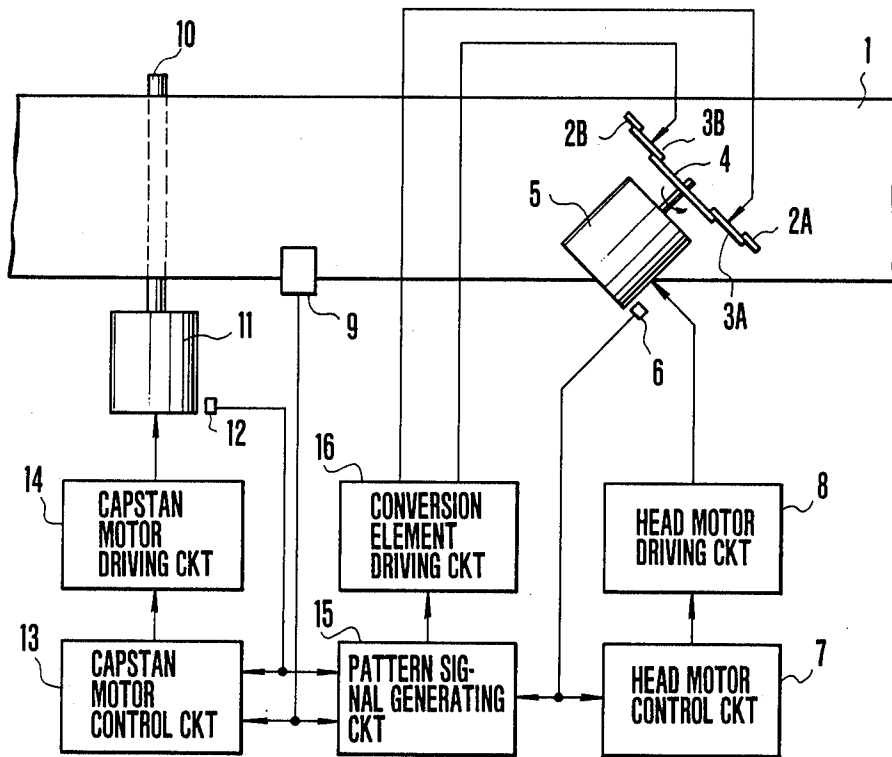 10
1
2B
3B
4
5
2A
3A
11
9
6
12
14
CAPSTAN
MOTOR
DRIVING CKT
16
CONVERSION
ELEMENT
DRIVING CKT
8
HEAD MOTOR
DRIVING CKT
13
CAPSTAN
MOTOR
CONTROL CKT
15
PATTERN SIG-
NAL GENERATING
CKT
7
HEAD MOTOR
CONTROL CKT